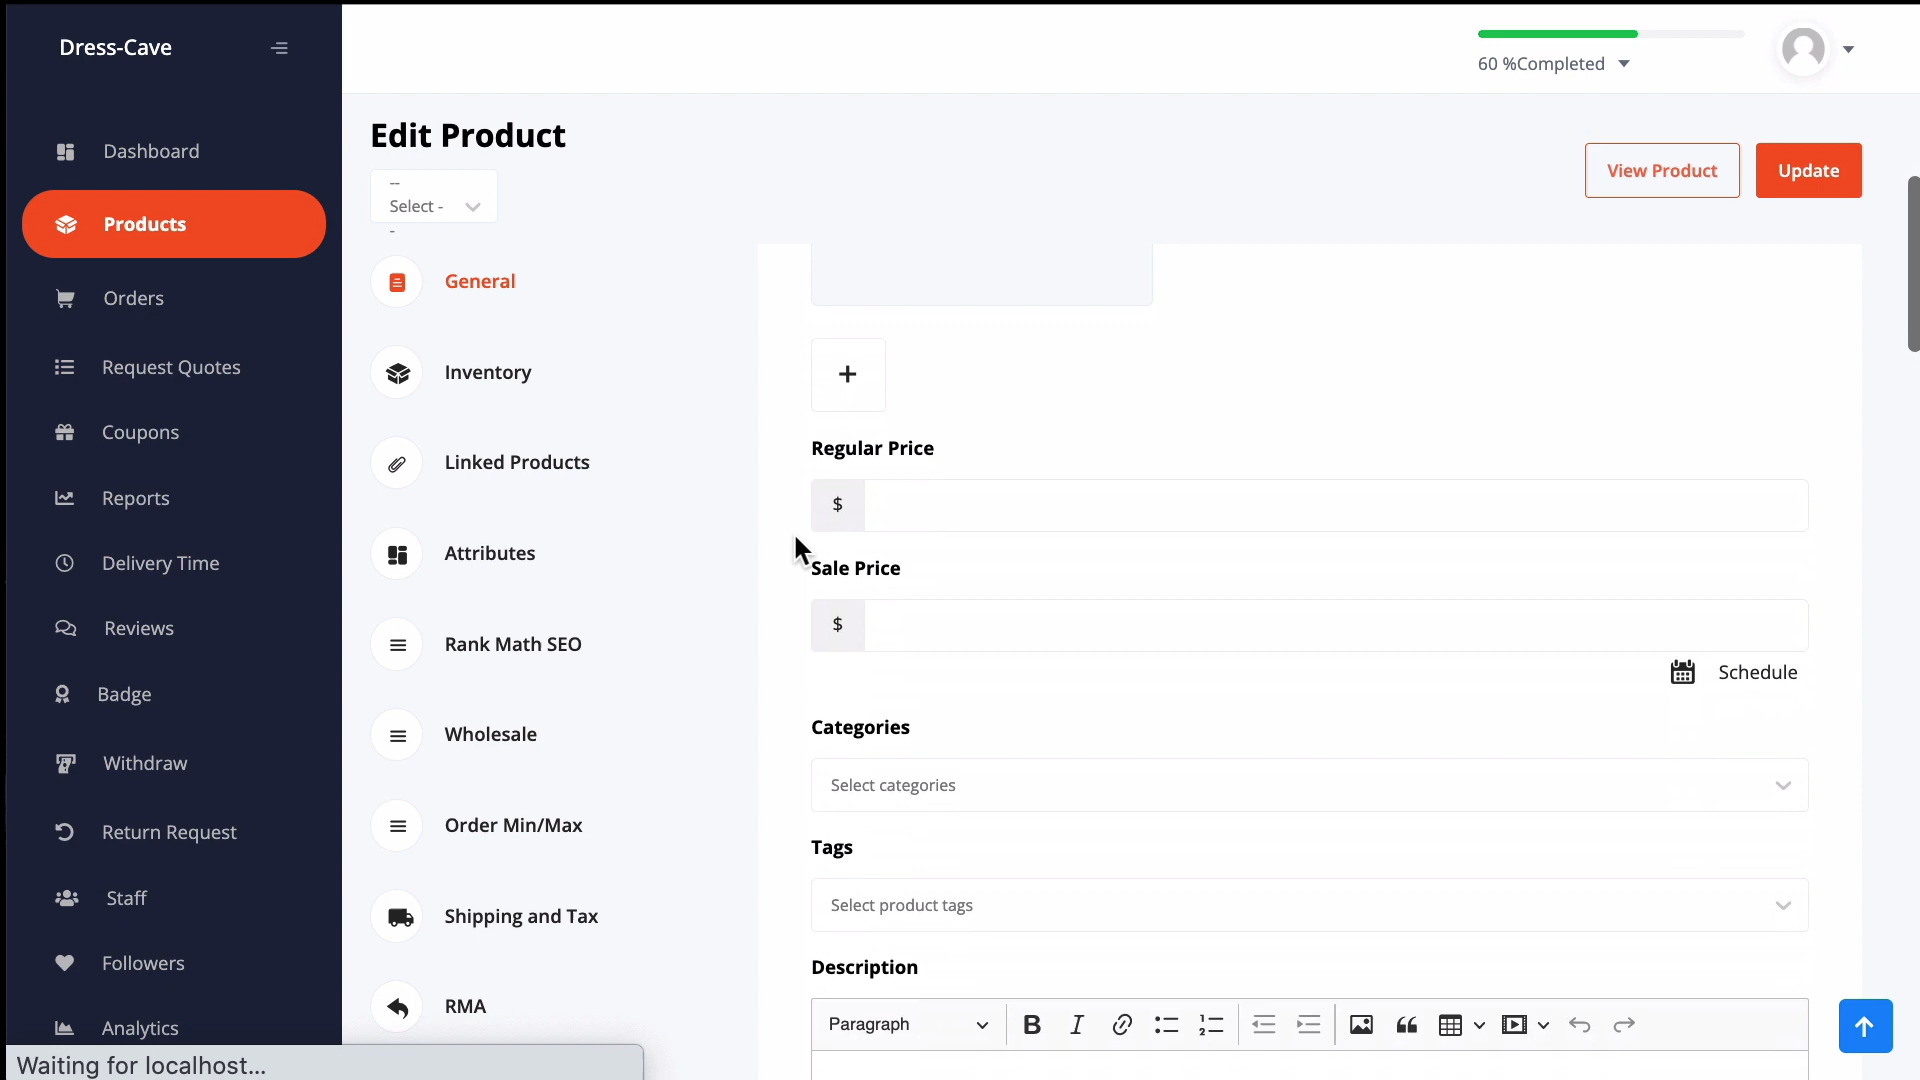 Dress-Cave
60 %Completed
Edit Product
View Product
Update
--
Select -
-
Dashboard
Products
Orders
Request Quotes
Coupons
Reports
Delivery Time
Reviews
Badge
Withdraw
Return Request
Staff
Followers
Analytics
General
Inventory
Linked Products
Attributes
Rank Math SEO
Wholesale
Order Min/Max
Shipping and Tax
RMA
+
Regular Price
$
Sale Price
$
Schedule
Categories
Select categories
Tags
Select product tags
Description
Paragraph
B I
Waiting for localhost...